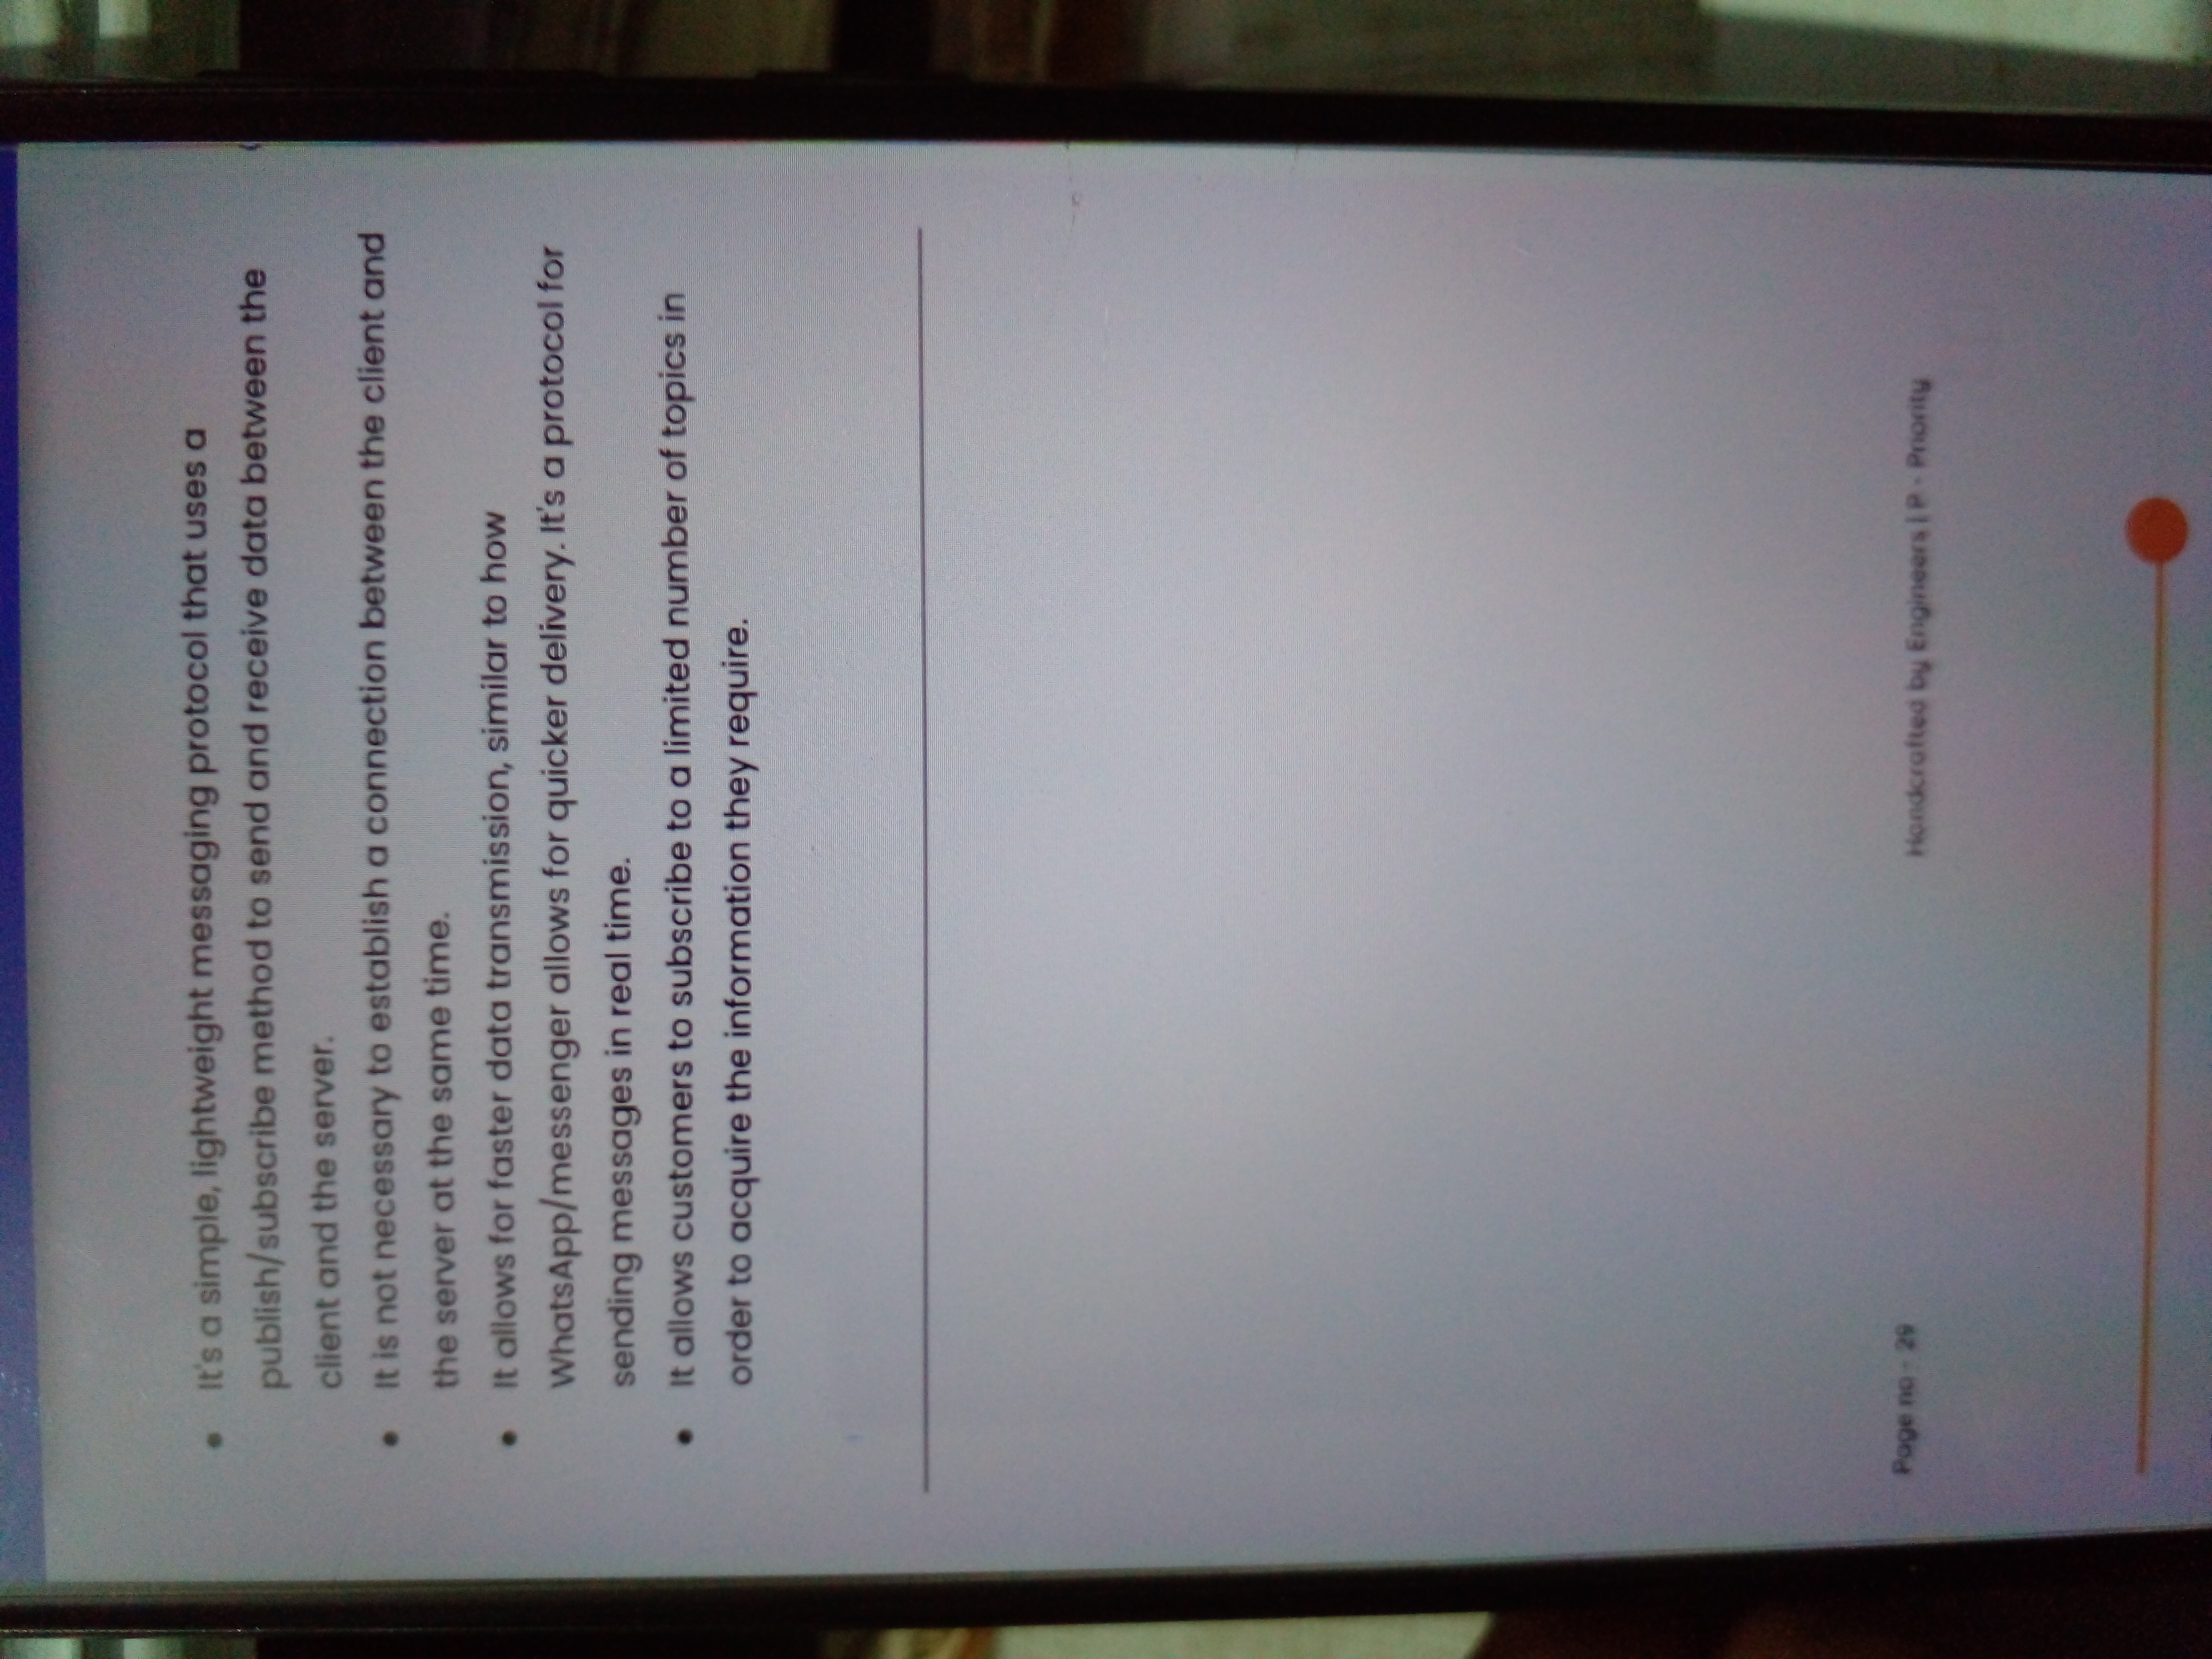 • It's a simple, lightweight messaging protocol that uses a
publish/subscribe method to send and receive data between the
client and the server.
• It is not necessary to establish a connection between the client and
the server at the same time.
• It allows for faster data transmission, similar to how
WhatsApp/messenger allows for quicker delivery. It's a protocol for
sending messages in real time.
• It allows customers to subscribe to a limited number of topics in
order to acquire the information they require.
Page no - 29
Handcrafted by Engineers | P - Priority